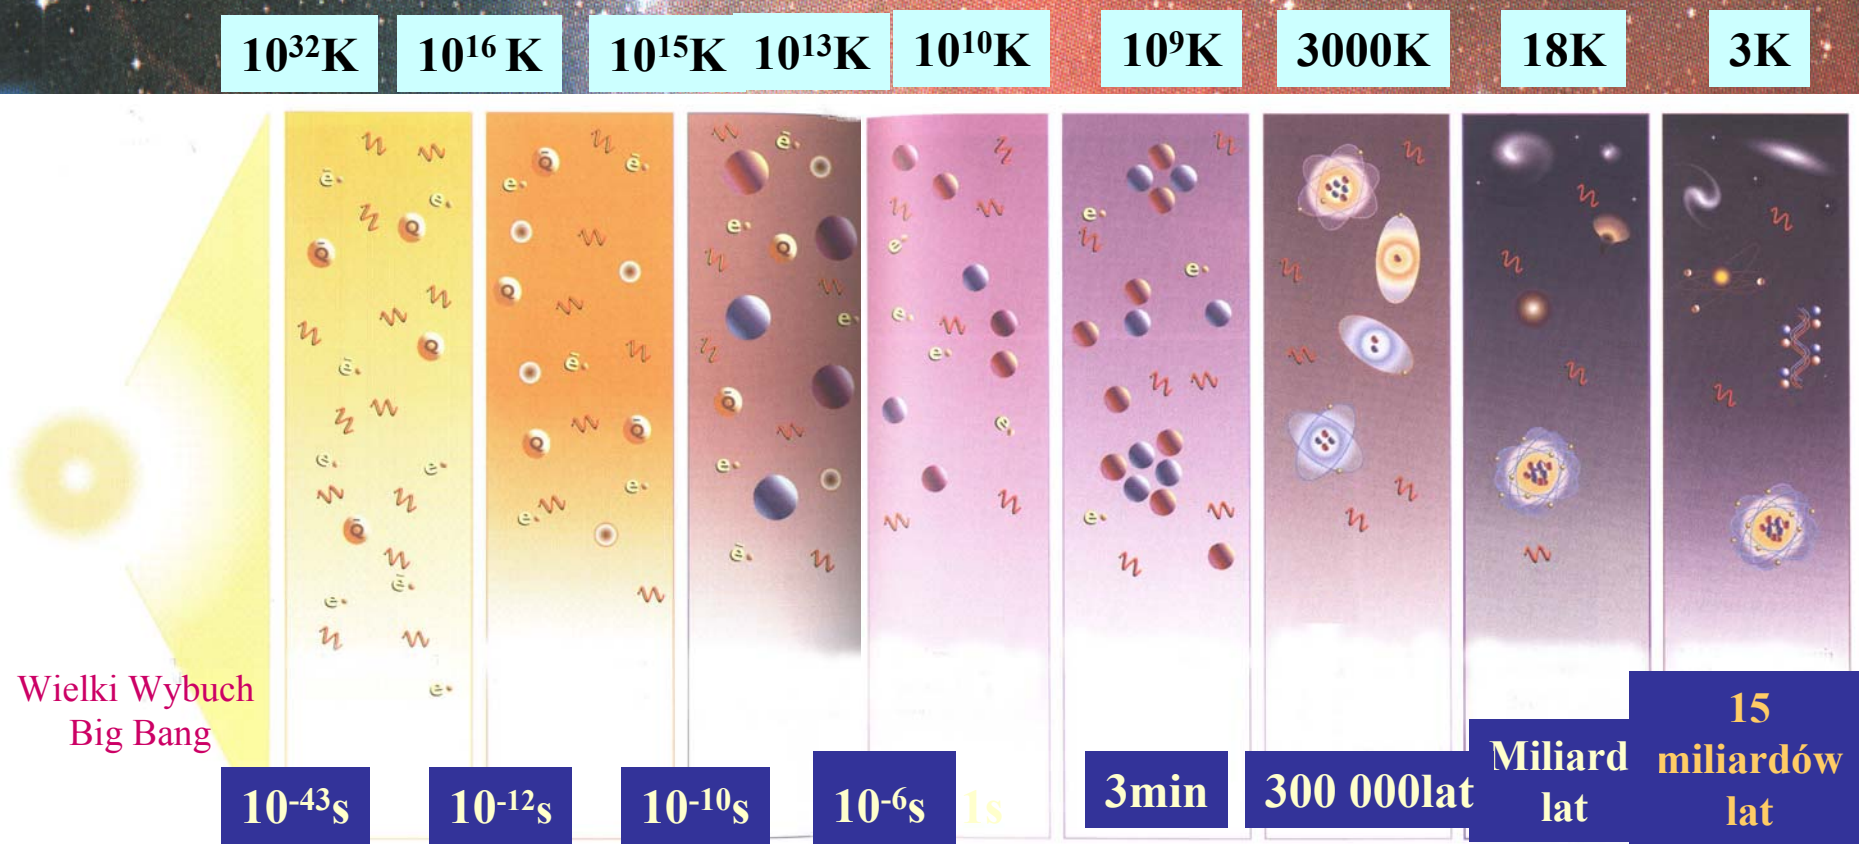 10³²K
10¹⁶ K
10¹⁵K
10¹³K
10¹⁰K
10⁹K
3000K
18K
3K
Wielki Wybuch
Big Bang
10⁻⁴³s
10⁻¹²s
10⁻¹⁰s
10⁻⁶s
1s
3min
300 000lat
Miliard
lat
15
miliardów
lat